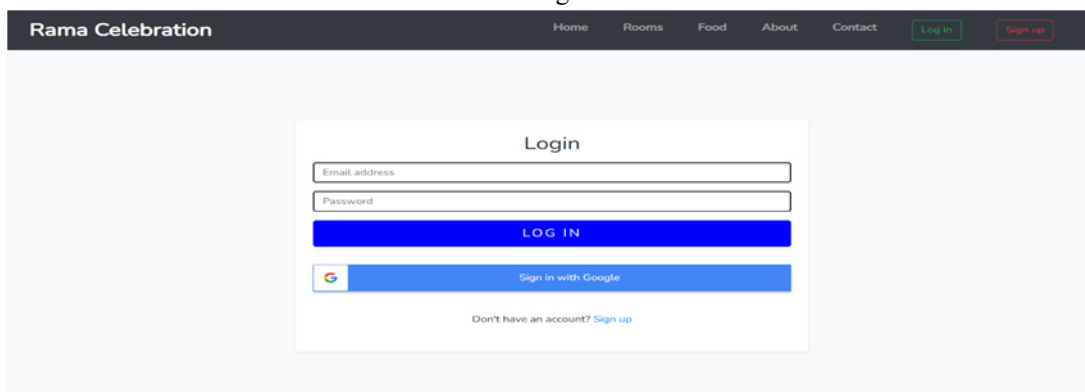 Rama Celebration Home Rooms Food About Contact Log In Sign up
Login
Email address
Password
LOG IN
Sign in with Google
Don't have an account? Sign up